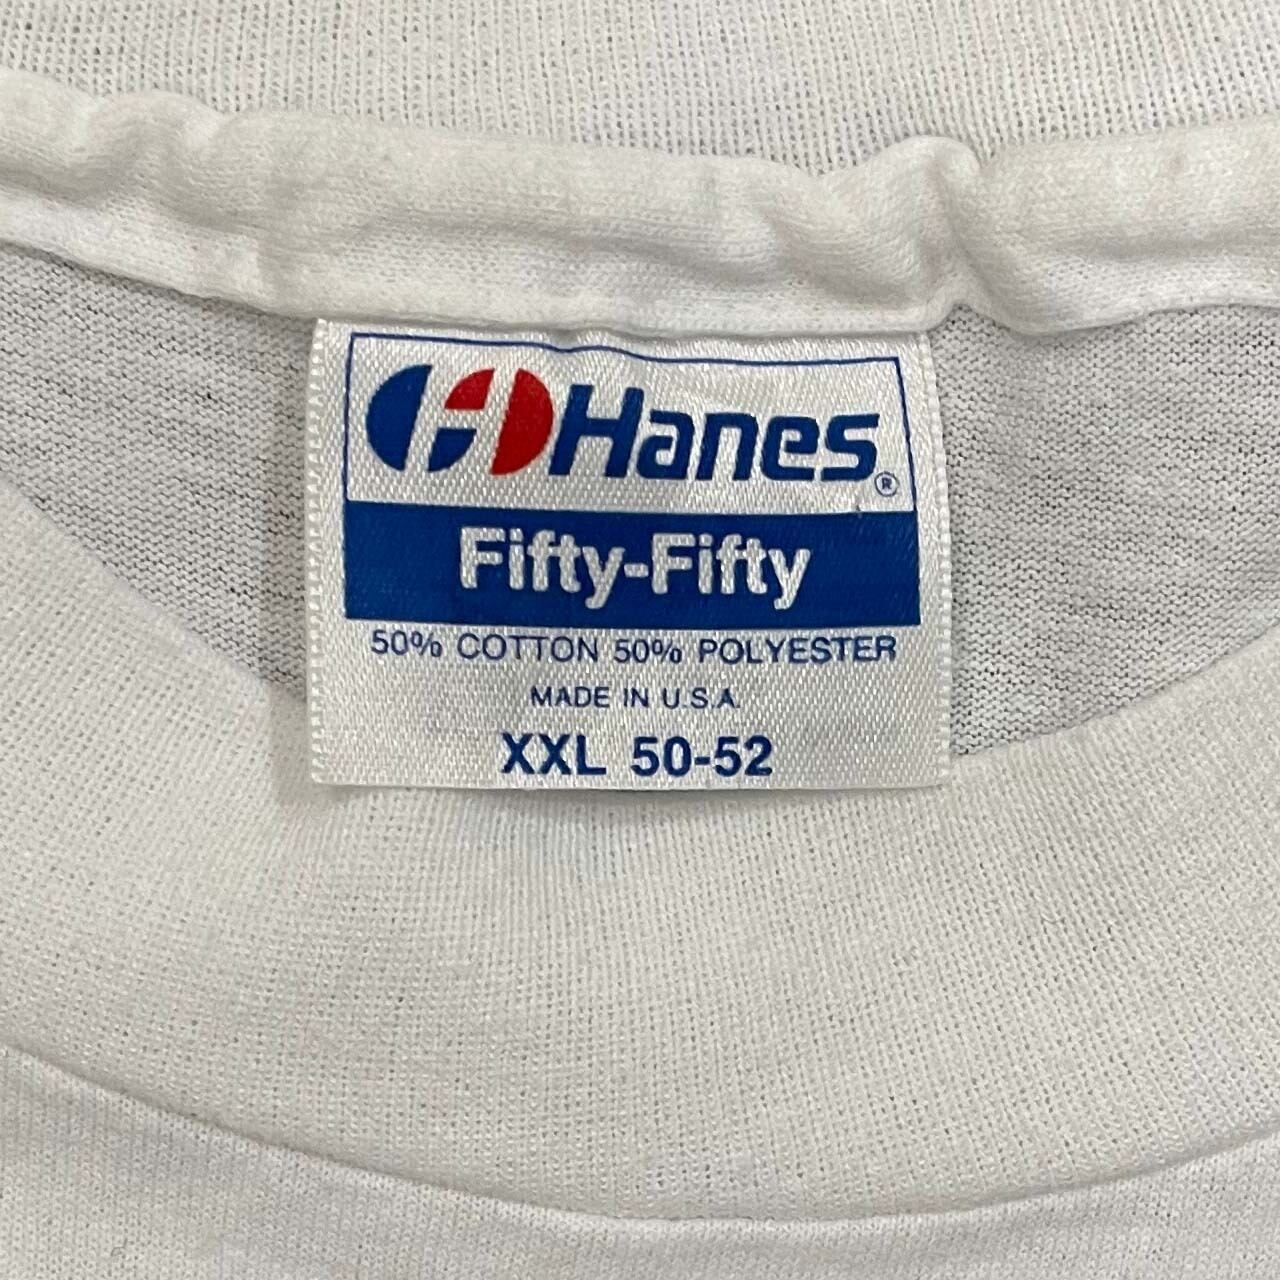 Hanes®
Fifty-Fifty
50% COTTON 50% POLYESTER
MADE IN U.S.A.
XXL 50-52